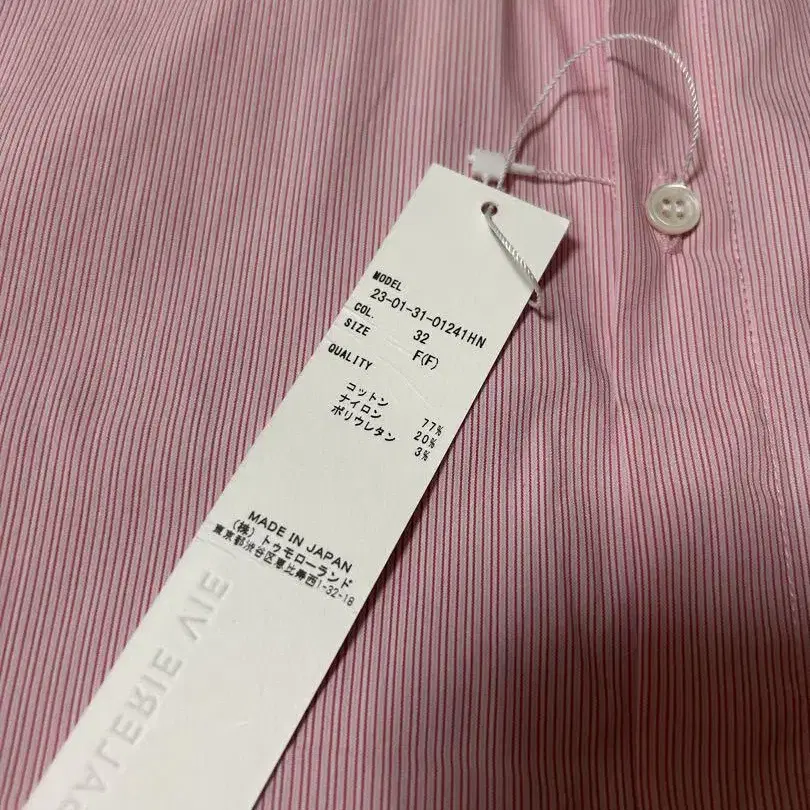 MODEL
23-01-31-01241HN
COL. 32
SIZE F(F)
QUALITY
コットン 77%
ナイロン 20%
ポリウレタン 3%
MADE IN JAPAN
(株)トゥモローランド
東京都渋谷区恵比寿西1-32-18
GALERIE VIE